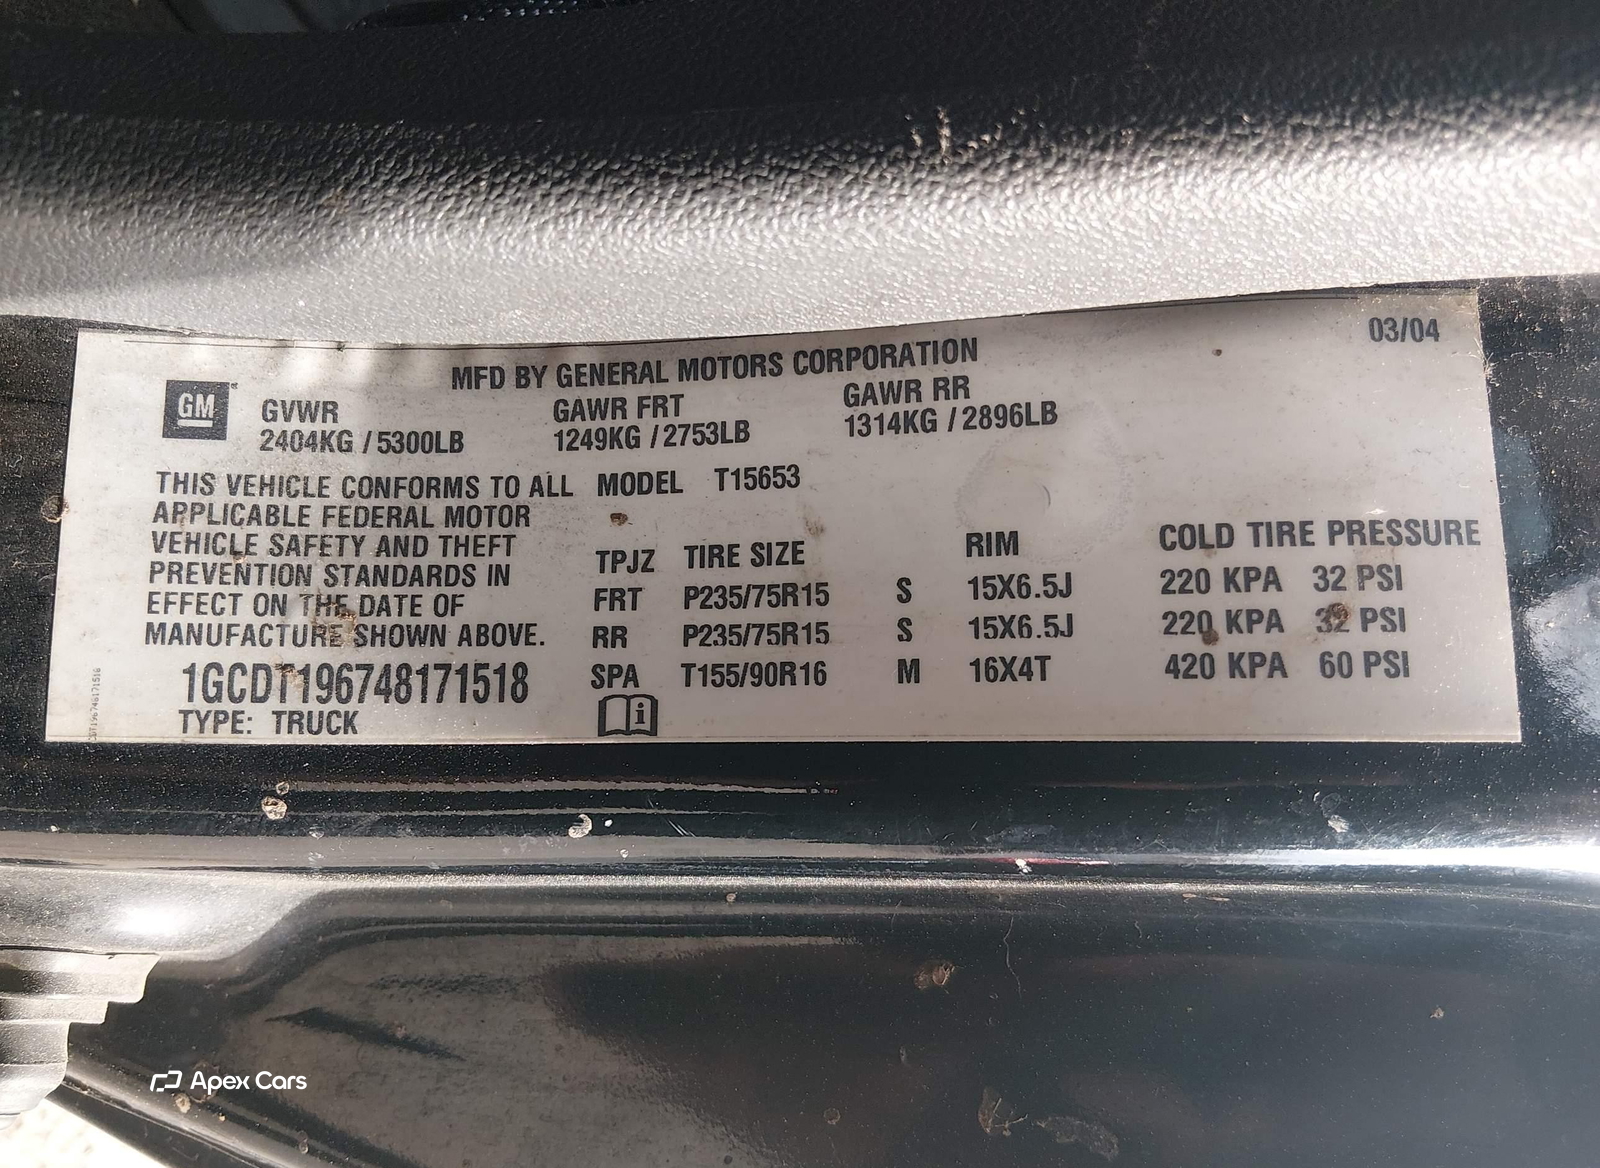 03/04
MFD BY GENERAL MOTORS CORPORATION
GM
GVWR GAWR FRT GAWR RR
2404KG / 5300LB 1249KG / 2753LB 1314KG / 2896LB
THIS VEHICLE CONFORMS TO ALL
APPLICABLE FEDERAL MOTOR
VEHICLE SAFETY AND THEFT
PREVENTION STANDARDS IN
EFFECT ON THE DATE OF
MANUFACTURE SHOWN ABOVE.
1GCDT196748171518
TYPE: TRUCK
MODEL T15653
TPJZ TIRE SIZE RIM COLD TIRE PRESSURE
FRT P235/75R15 S 15X6.5J 220 KPA 32 PSI
RR P235/75R15 S 15X6.5J 220 KPA 32 PSI
SPA T155/90R16 M 16X4T 420 KPA 60 PSI
i
Apex Cars